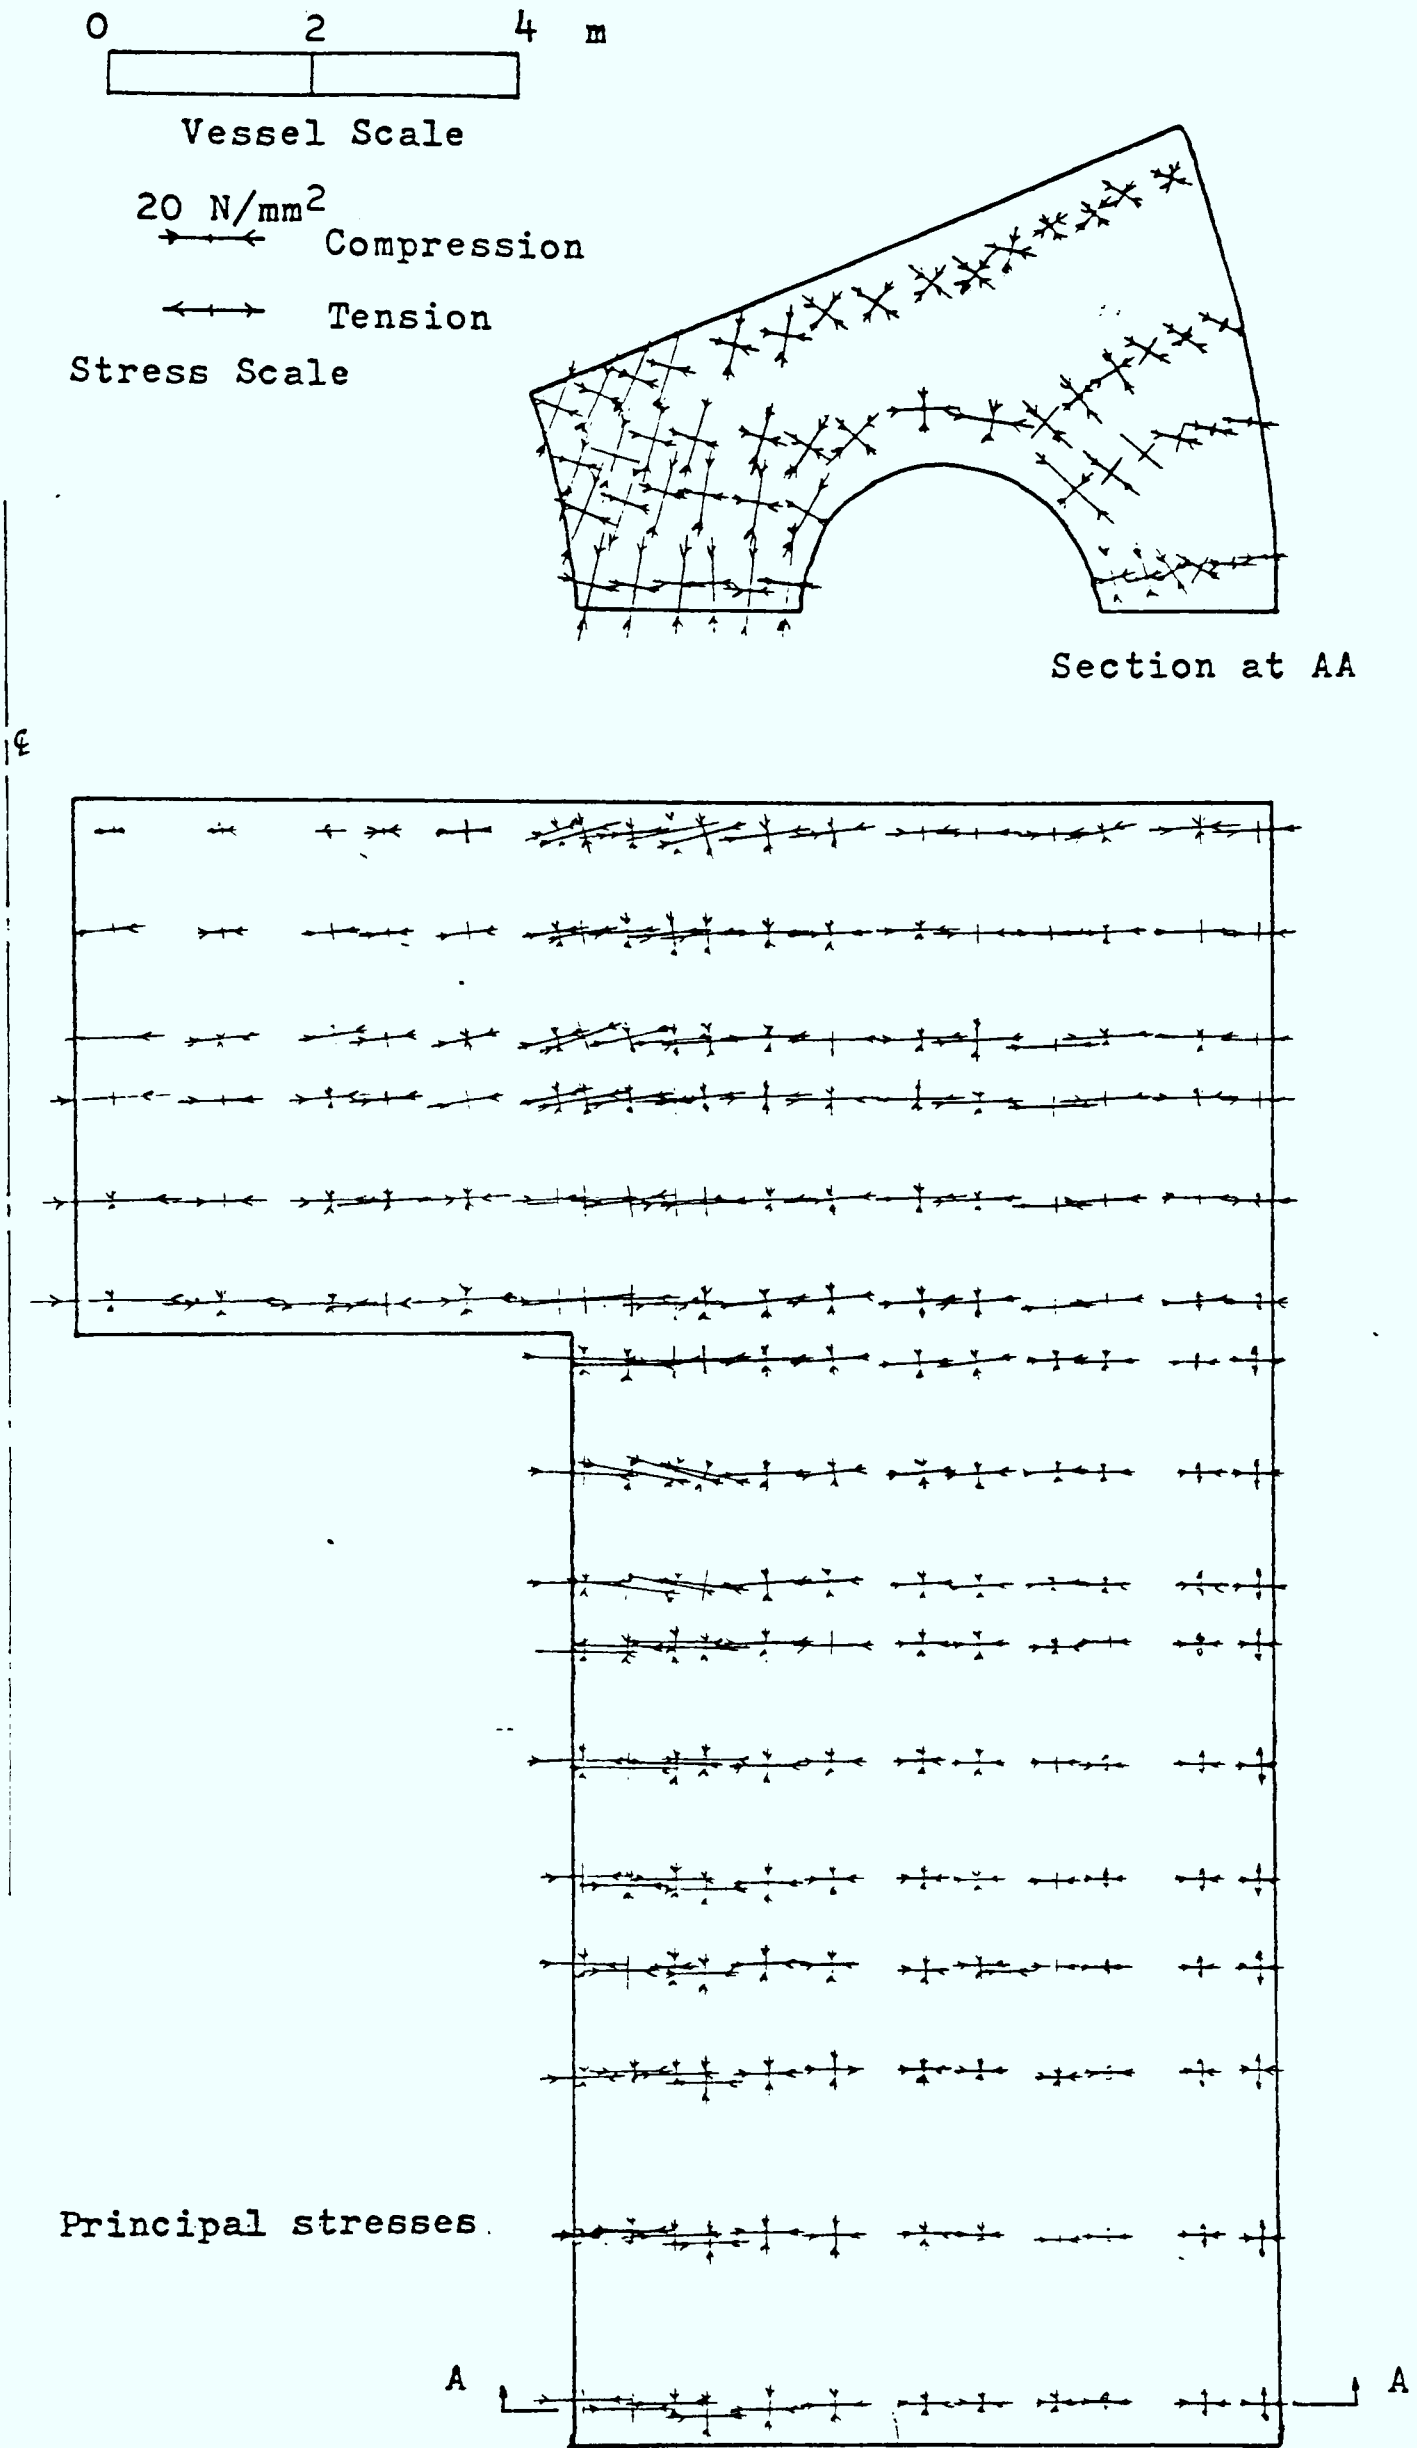 0 2 4 m
Vessel Scale
20 N/mm²
Compression
Tension
Stress Scale
Section at AA
℄
Principal stresses
A A